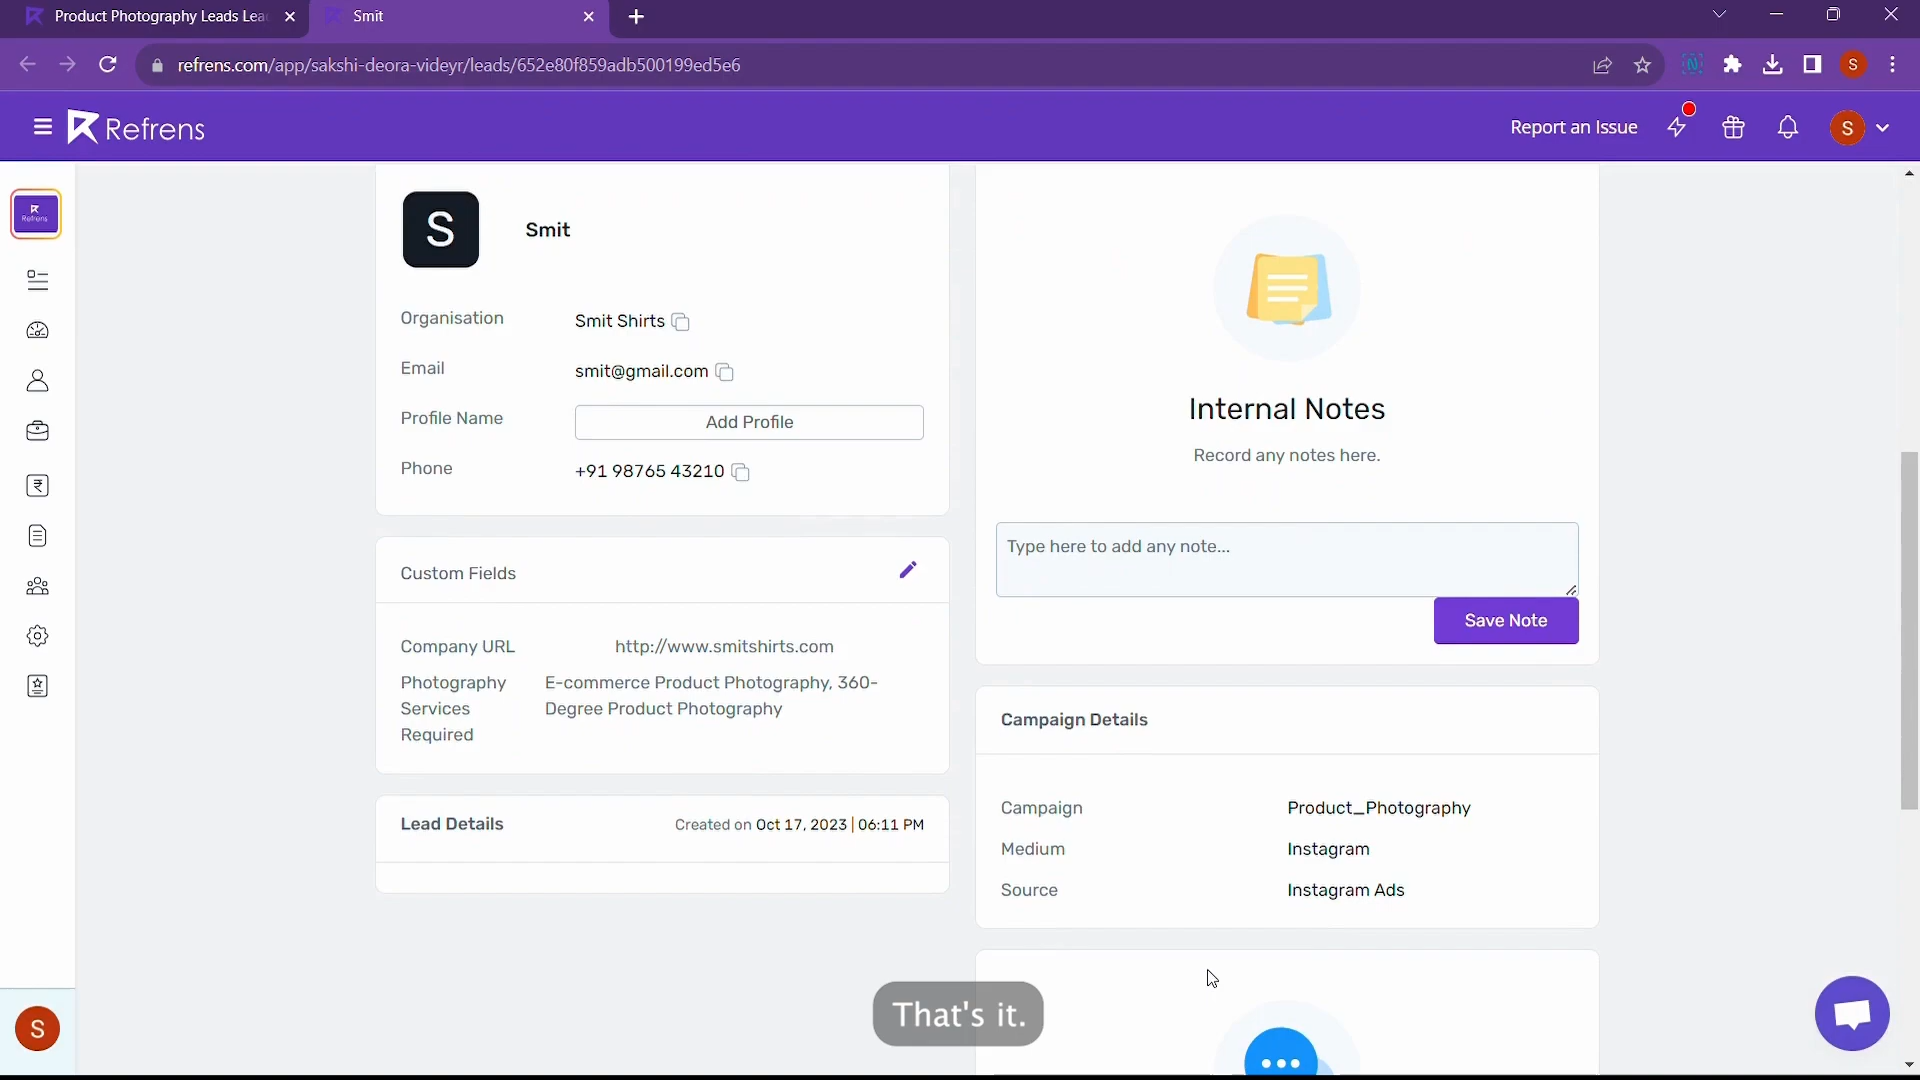 Product Photography Leads Lea
Smit
refrens.com/app/sakshi-deora-videyr/leads/652e80f859adb500199ed5e6
S
Refrens
Report an Issue
S
Refrens
S
Smit
Organisation
Smit Shirts
Email
smit@gmail.com
Profile Name
Add Profile
Phone
+91 98765 43210
Custom Fields
Company URL
http://www.smitshirts.com
Photography
Services
Required
E-commerce Product Photography, 360-
Degree Product Photography
Lead Details
Created on Oct 17, 2023 | 06:11 PM
Internal Notes
Record any notes here.
Type here to add any note...
Save Note
Campaign Details
Campaign
Product_Photography
Medium
Instagram
Source
Instagram Ads
That's it.
S